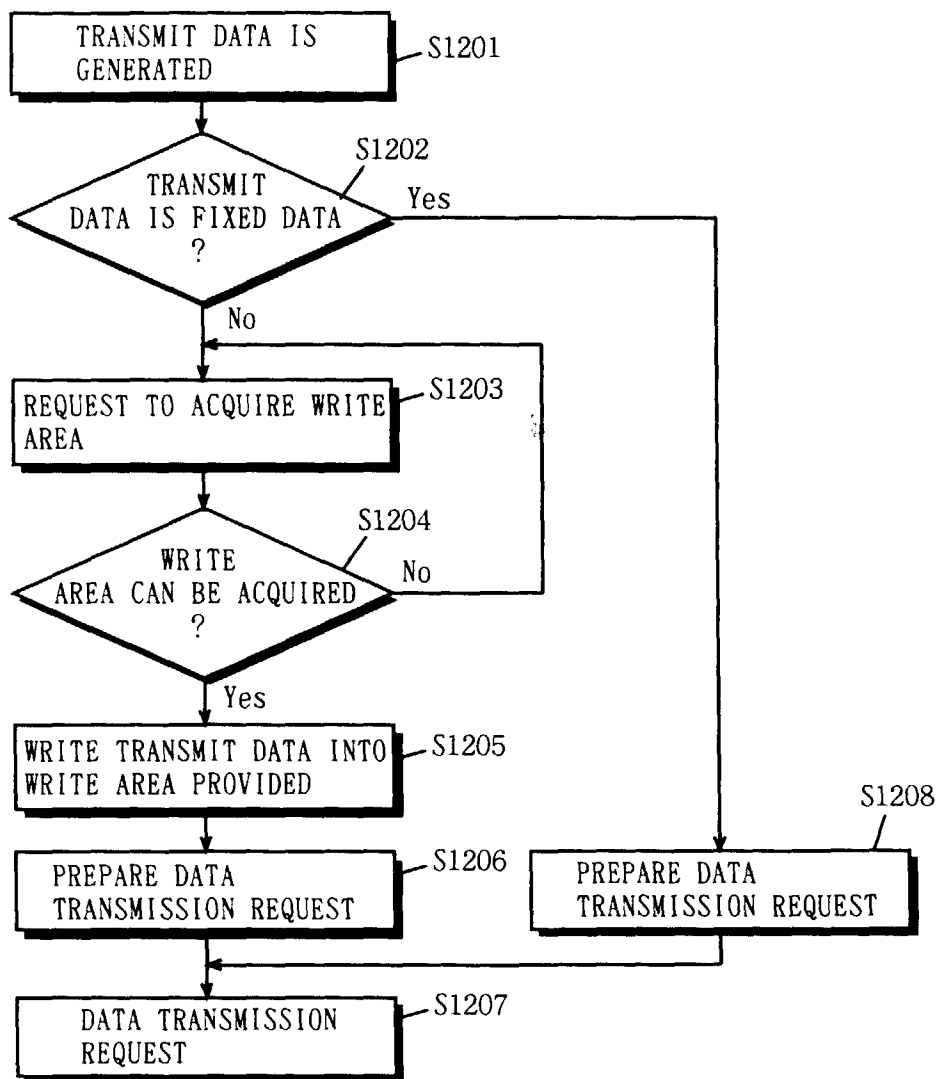 TRANSMIT DATA IS
GENERATED
S1201
S1202
TRANSMIT
DATA IS FIXED DATA
?
Yes
No
S1203
REQUEST TO ACQUIRE WRITE
AREA
S1204
WRITE
AREA CAN BE ACQUIRED
?
No
Yes
WRITE TRANSMIT DATA INTO
WRITE AREA PROVIDED
S1205
S1208
PREPARE DATA
TRANSMISSION REQUEST
S1206
PREPARE DATA
TRANSMISSION REQUEST
DATA TRANSMISSION
REQUEST
S1207